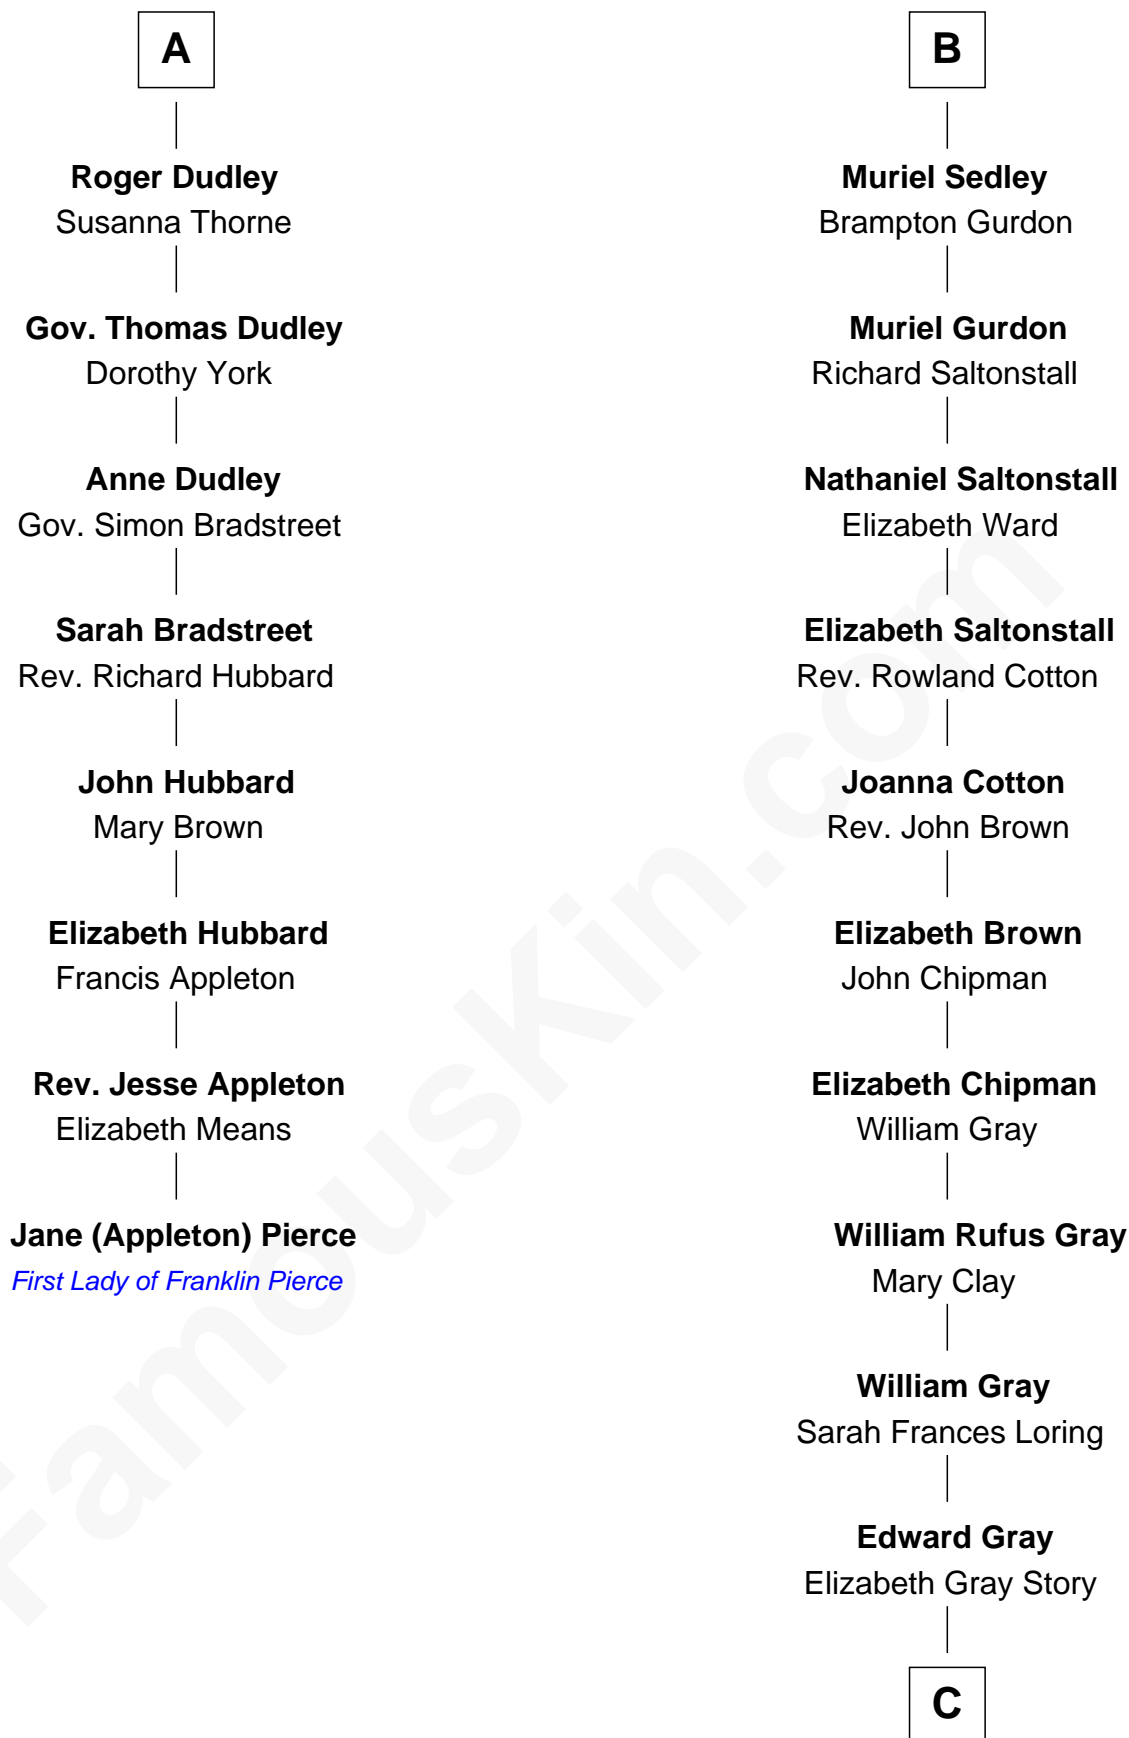 A
Roger Dudley
Susanna Thorne
Gov. Thomas Dudley
Dorothy York
Anne Dudley
Gov. Simon Bradstreet
Sarah Bradstreet
Rev. Richard Hubbard
John Hubbard
Mary Brown
Elizabeth Hubbard
Francis Appleton
Rev. Jesse Appleton
Elizabeth Means
Jane (Appleton) Pierce
First Lady of Franklin Pierce
B
Muriel Sedley
Brampton Gurdon
Muriel Gurdon
Richard Saltonstall
Nathaniel Saltonstall
Elizabeth Ward
Elizabeth Saltonstall
Rev. Rowland Cotton
Joanna Cotton
Rev. John Brown
Elizabeth Brown
John Chipman
Elizabeth Chipman
William Gray
William Rufus Gray
Mary Clay
William Gray
Sarah Frances Loring
Edward Gray
Elizabeth Gray Story
C
FamousKin.com